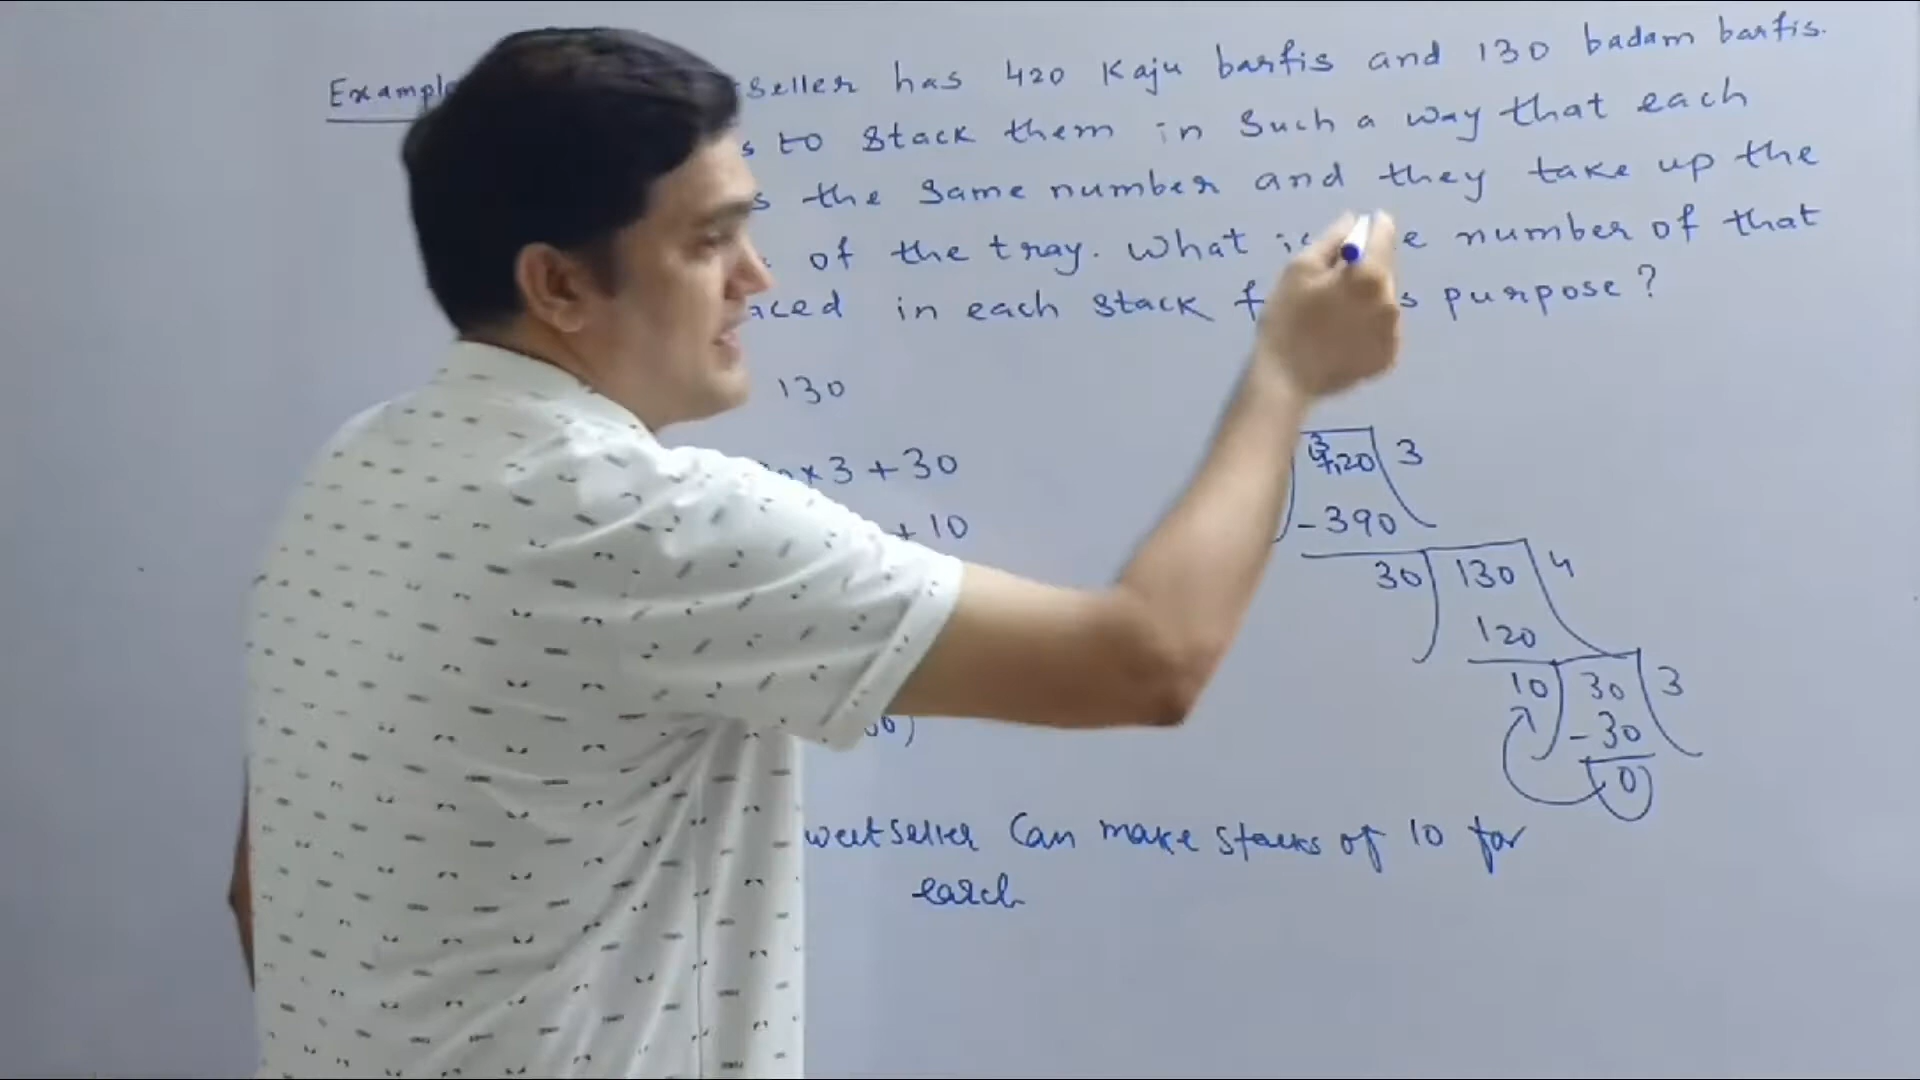 Example seller has 420 Kaju barfis and 130 badam barfis.
s to stack them in such a way that each
s the same number and they take up the
of the tray. What is number of that
aced in each stack purpose?
130
×3+30
+10
420 3
-390
30 130 4
120
10 30 3
-30
0
weetseller Can make stacks of 10 for
each